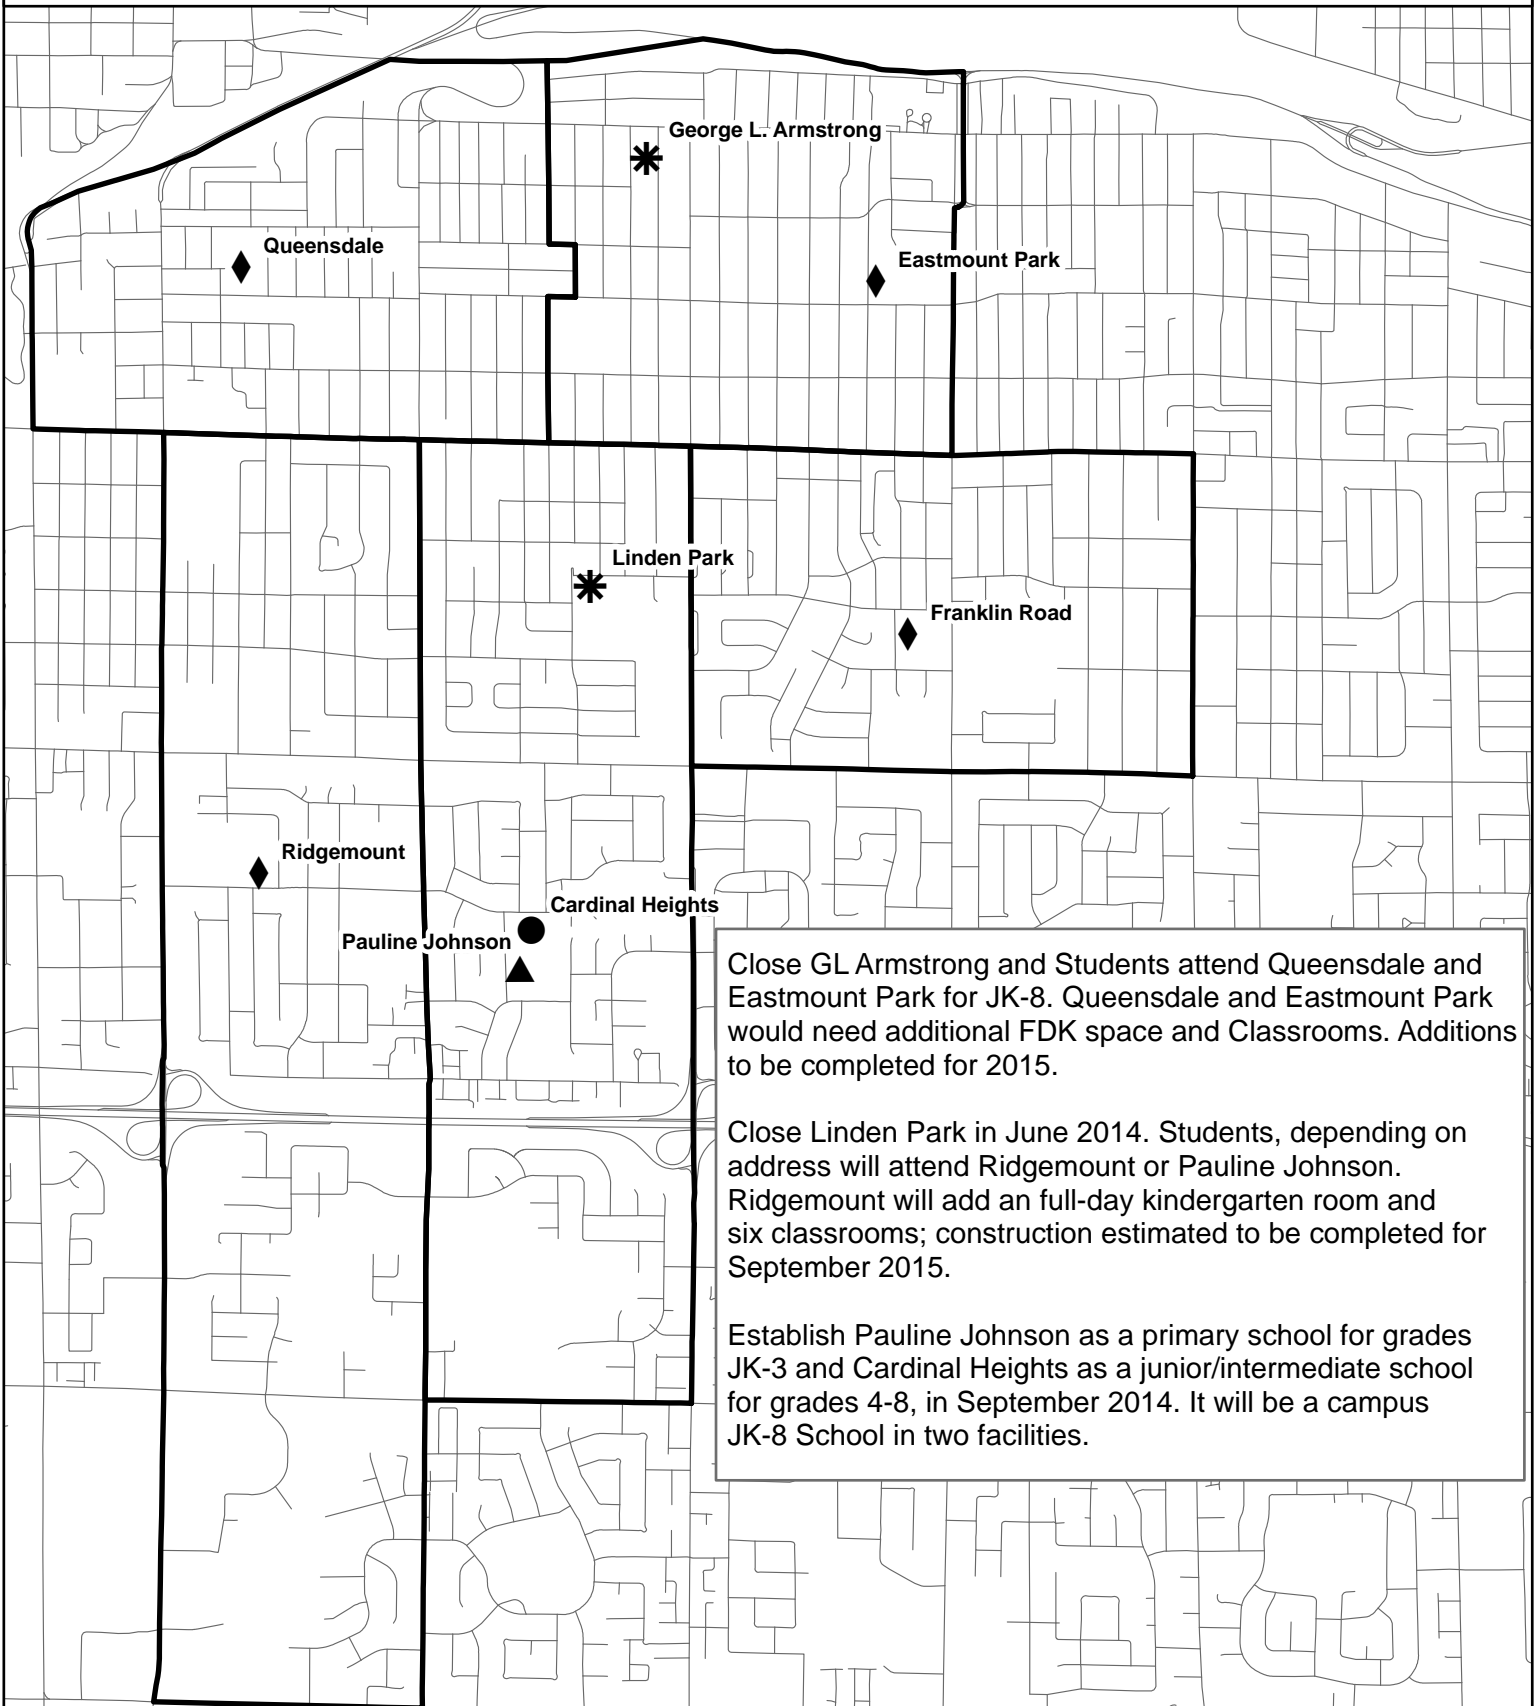 George L. Armstrong
Queensdale
Eastmount Park
Linden Park
Franklin Road
Ridgemount
Cardinal Heights
Pauline Johnson
Close GL Armstrong and Students attend Queensdale and
Eastmount Park for JK-8. Queensdale and Eastmount Park
would need additional FDK space and Classrooms. Additions
to be completed for 2015.
Close Linden Park in June 2014. Students, depending on
address will attend Ridgemount or Pauline Johnson.
Ridgemount will add an full-day kindergarten room and
six classrooms; construction estimated to be completed for
September 2015.
Establish Pauline Johnson as a primary school for grades
JK-3 and Cardinal Heights as a junior/intermediate school
for grades 4-8, in September 2014. It will be a campus
JK-8 School in two facilities.